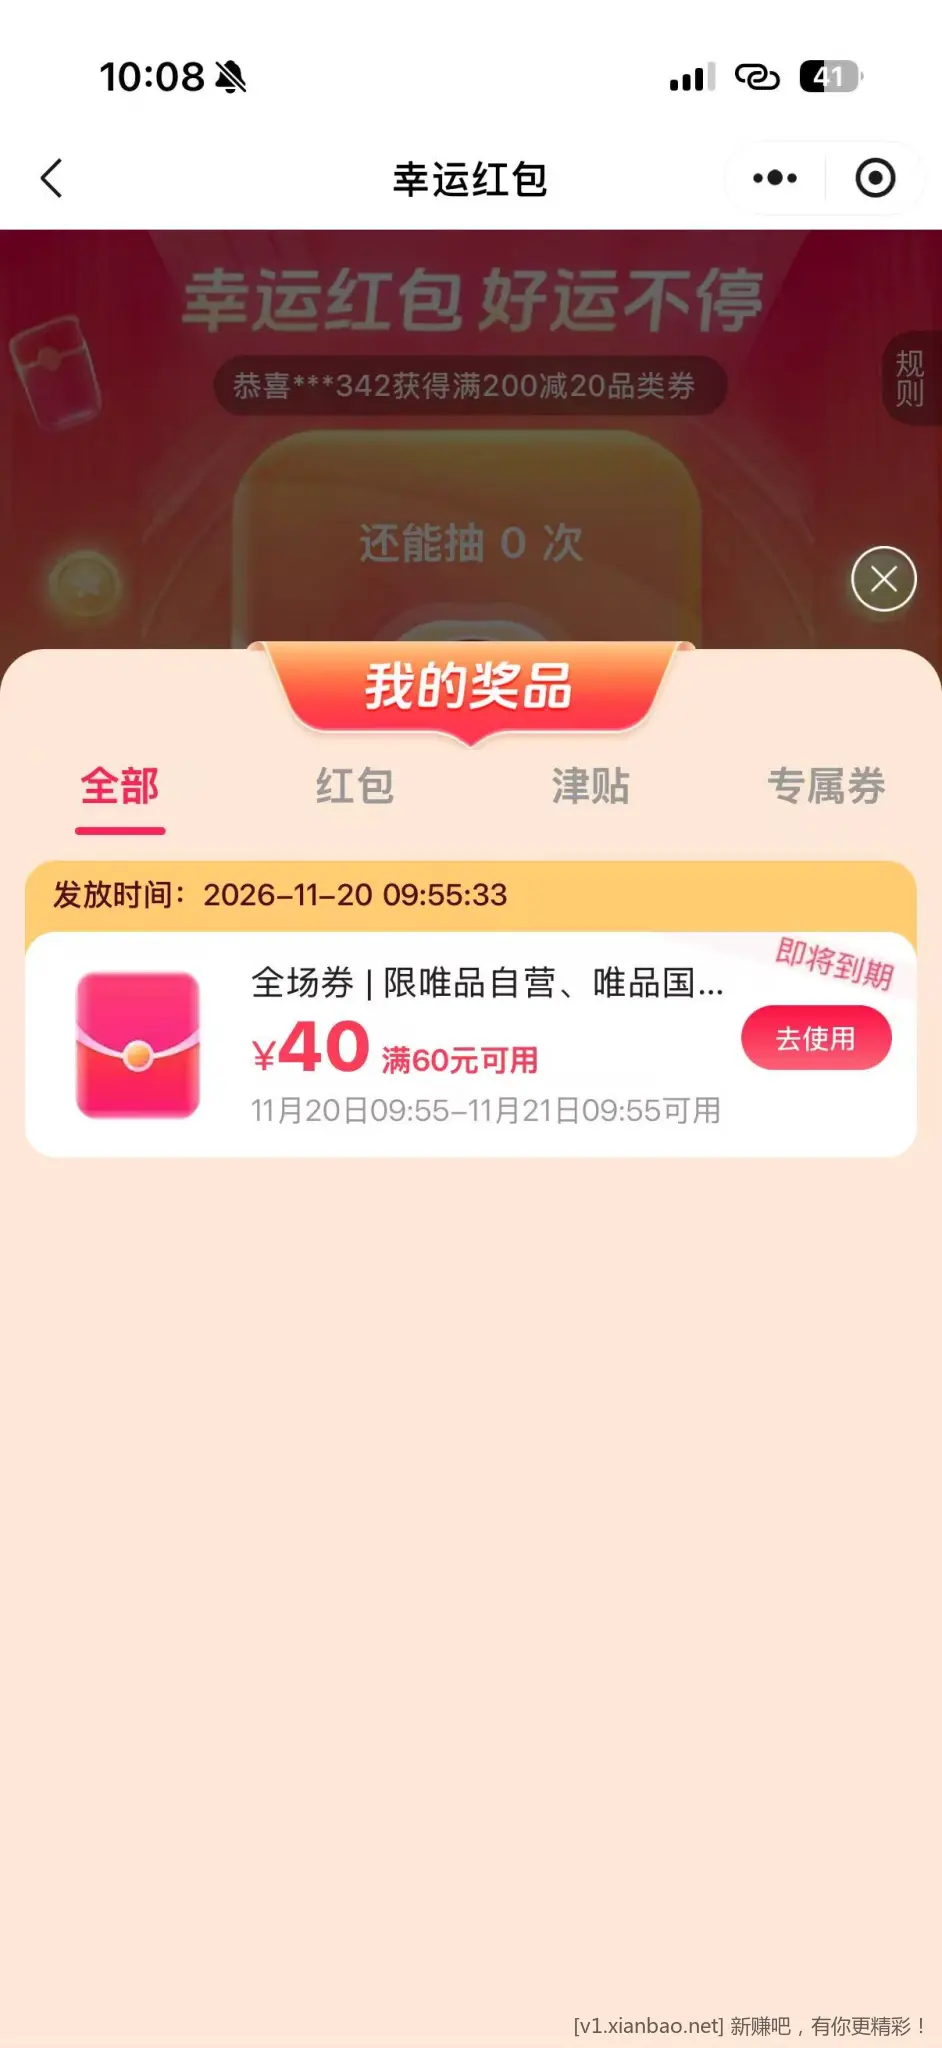 10:08
41
幸运红包
幸运红包 好运不停
恭喜***342获得满200减20品类券
规则
还能抽 0 次
我的奖品
全部 红包 津贴 专属券
发放时间：2026-11-20 09:55:33
即将到期
全场券 | 限唯品自营、唯品国...
¥40 满60元可用
去使用
11月20日09:55-11月21日09:55可用
[v1.xianbao.net] 新赚吧，有你更精彩！